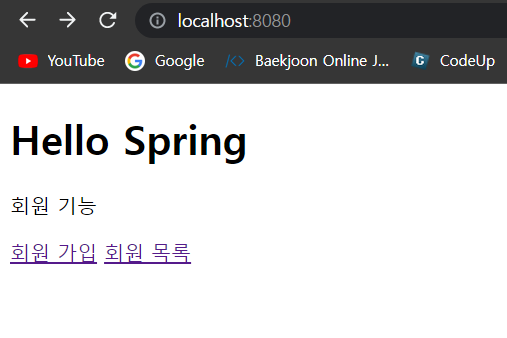 localhost:8080
YouTube Google Baekjoon Online J... CodeUp
Hello Spring
회원 기능
회원 가입 회원 목록